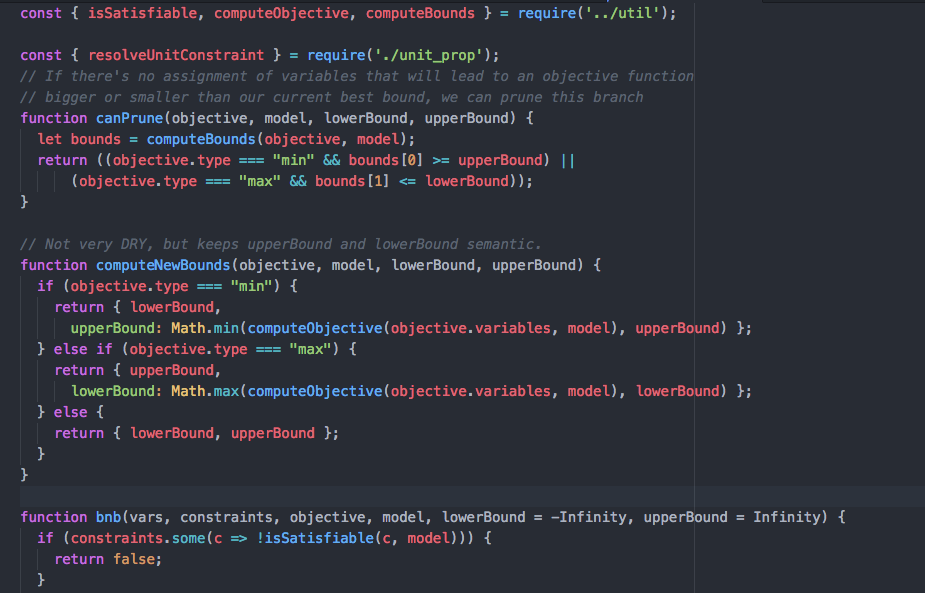 const { isSatisfiable, computeObjective, computeBounds } = require('../util');
const { resolveUnitConstraint } = require('./unit_prop');
// If there's no assignment of variables that will lead to an objective function
// bigger or smaller than our current best bound, we can prune this branch
function canPrune(objective, model, lowerBound, upperBound) {
  let bounds = computeBounds(objective, model);
  return ((objective.type === "min" && bounds[0] >= upperBound) ||
      (objective.type === "max" && bounds[1] <= lowerBound));
}
// Not very DRY, but keeps upperBound and lowerBound semantic.
function computeNewBounds(objective, model, lowerBound, upperBound) {
  if (objective.type === "min") {
    return { lowerBound,
      upperBound: Math.min(computeObjective(objective.variables, model), upperBound) };
  } else if (objective.type === "max") {
    return { upperBound,
      lowerBound: Math.max(computeObjective(objective.variables, model), lowerBound) };
  } else {
    return { lowerBound, upperBound };
  }
}
function bnb(vars, constraints, objective, model, lowerBound = -Infinity, upperBound = Infinity) {
  if (constraints.some(c => !isSatisfiable(c, model))) {
    return false;
  }